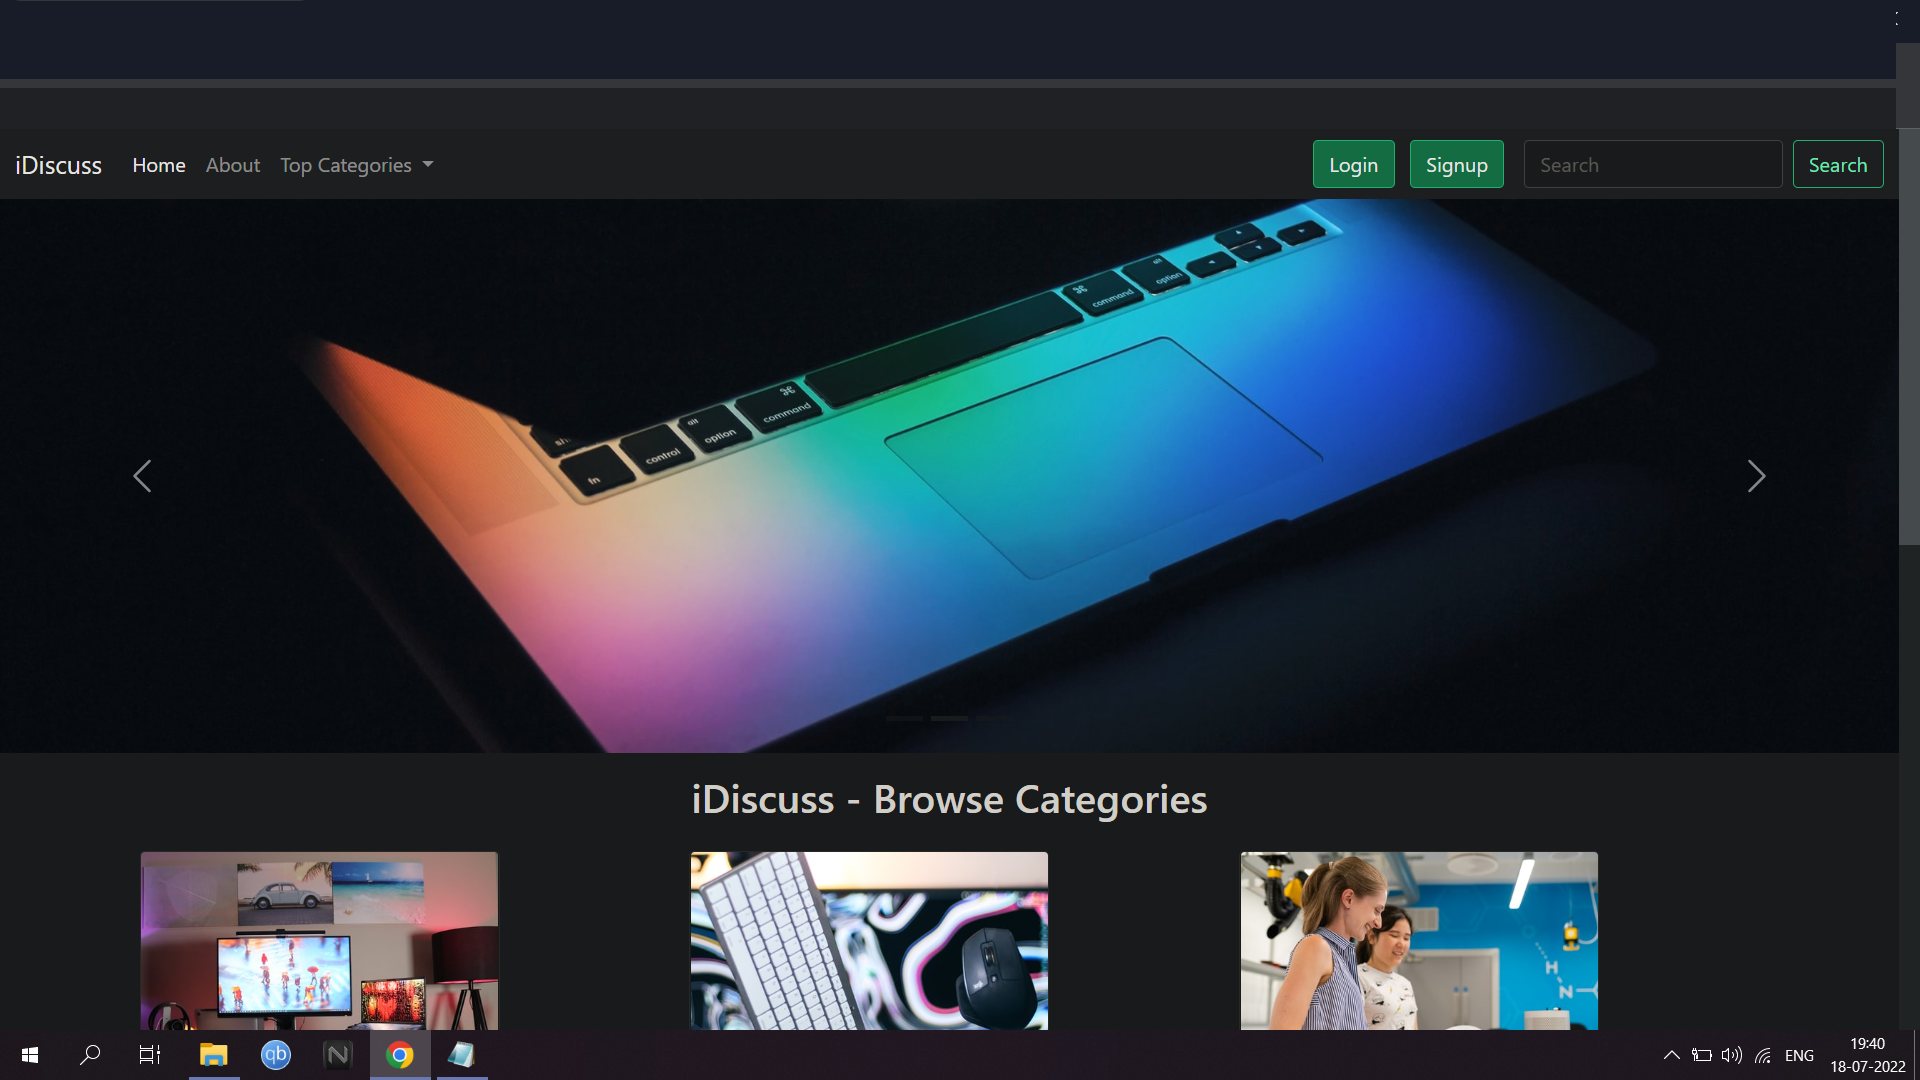 iDiscuss Home About Top Categories Login Signup Search Search
alt
option
⌘
command
⌘
command
alt
option
control
fn
iDiscuss - Browse Categories
H
N
qb
N
ENG
19:40
18-07-2022